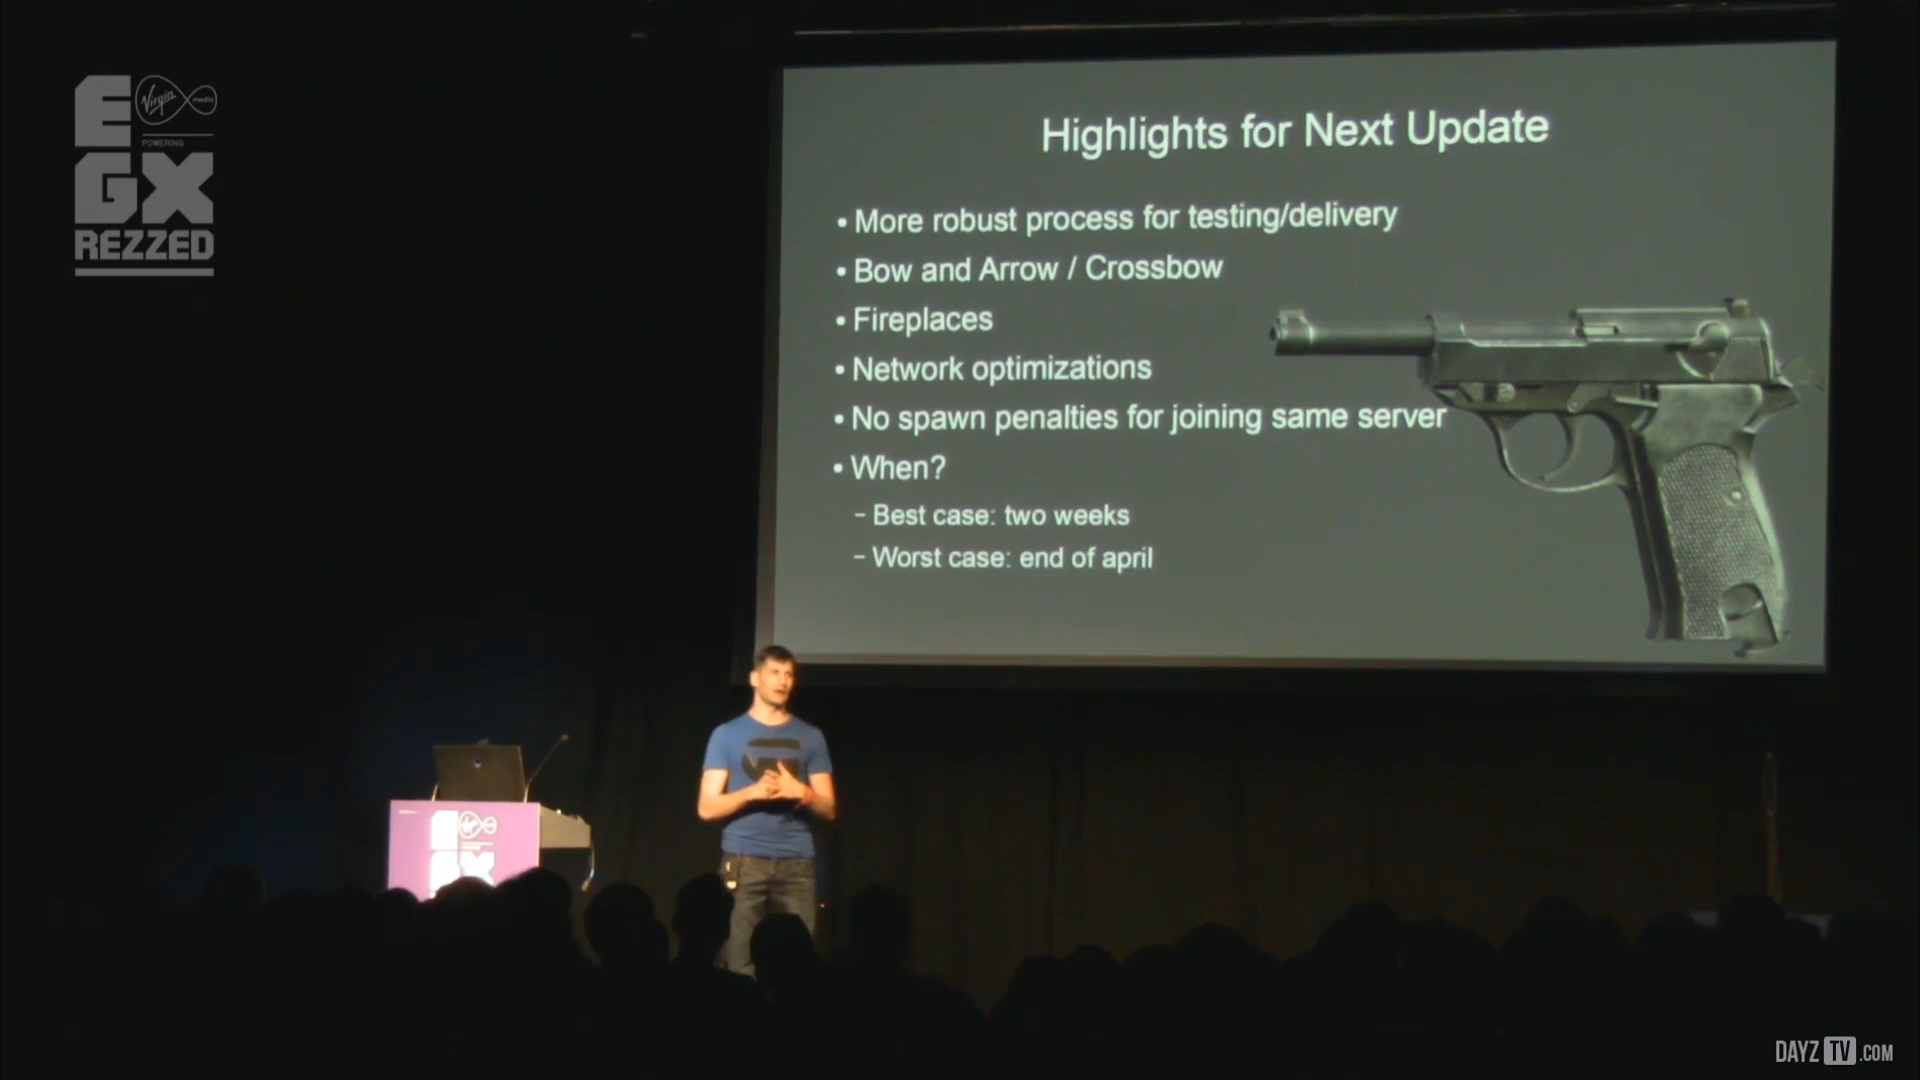 E
Virgin media
POWERING
GX
REZZED
Highlights for Next Update
• More robust process for testing/delivery
• Bow and Arrow / Crossbow
• Fireplaces
• Network optimizations
• No spawn penalties for joining same server
• When?
– Best case: two weeks
– Worst case: end of april
E
GX
DAYZ TV .COM